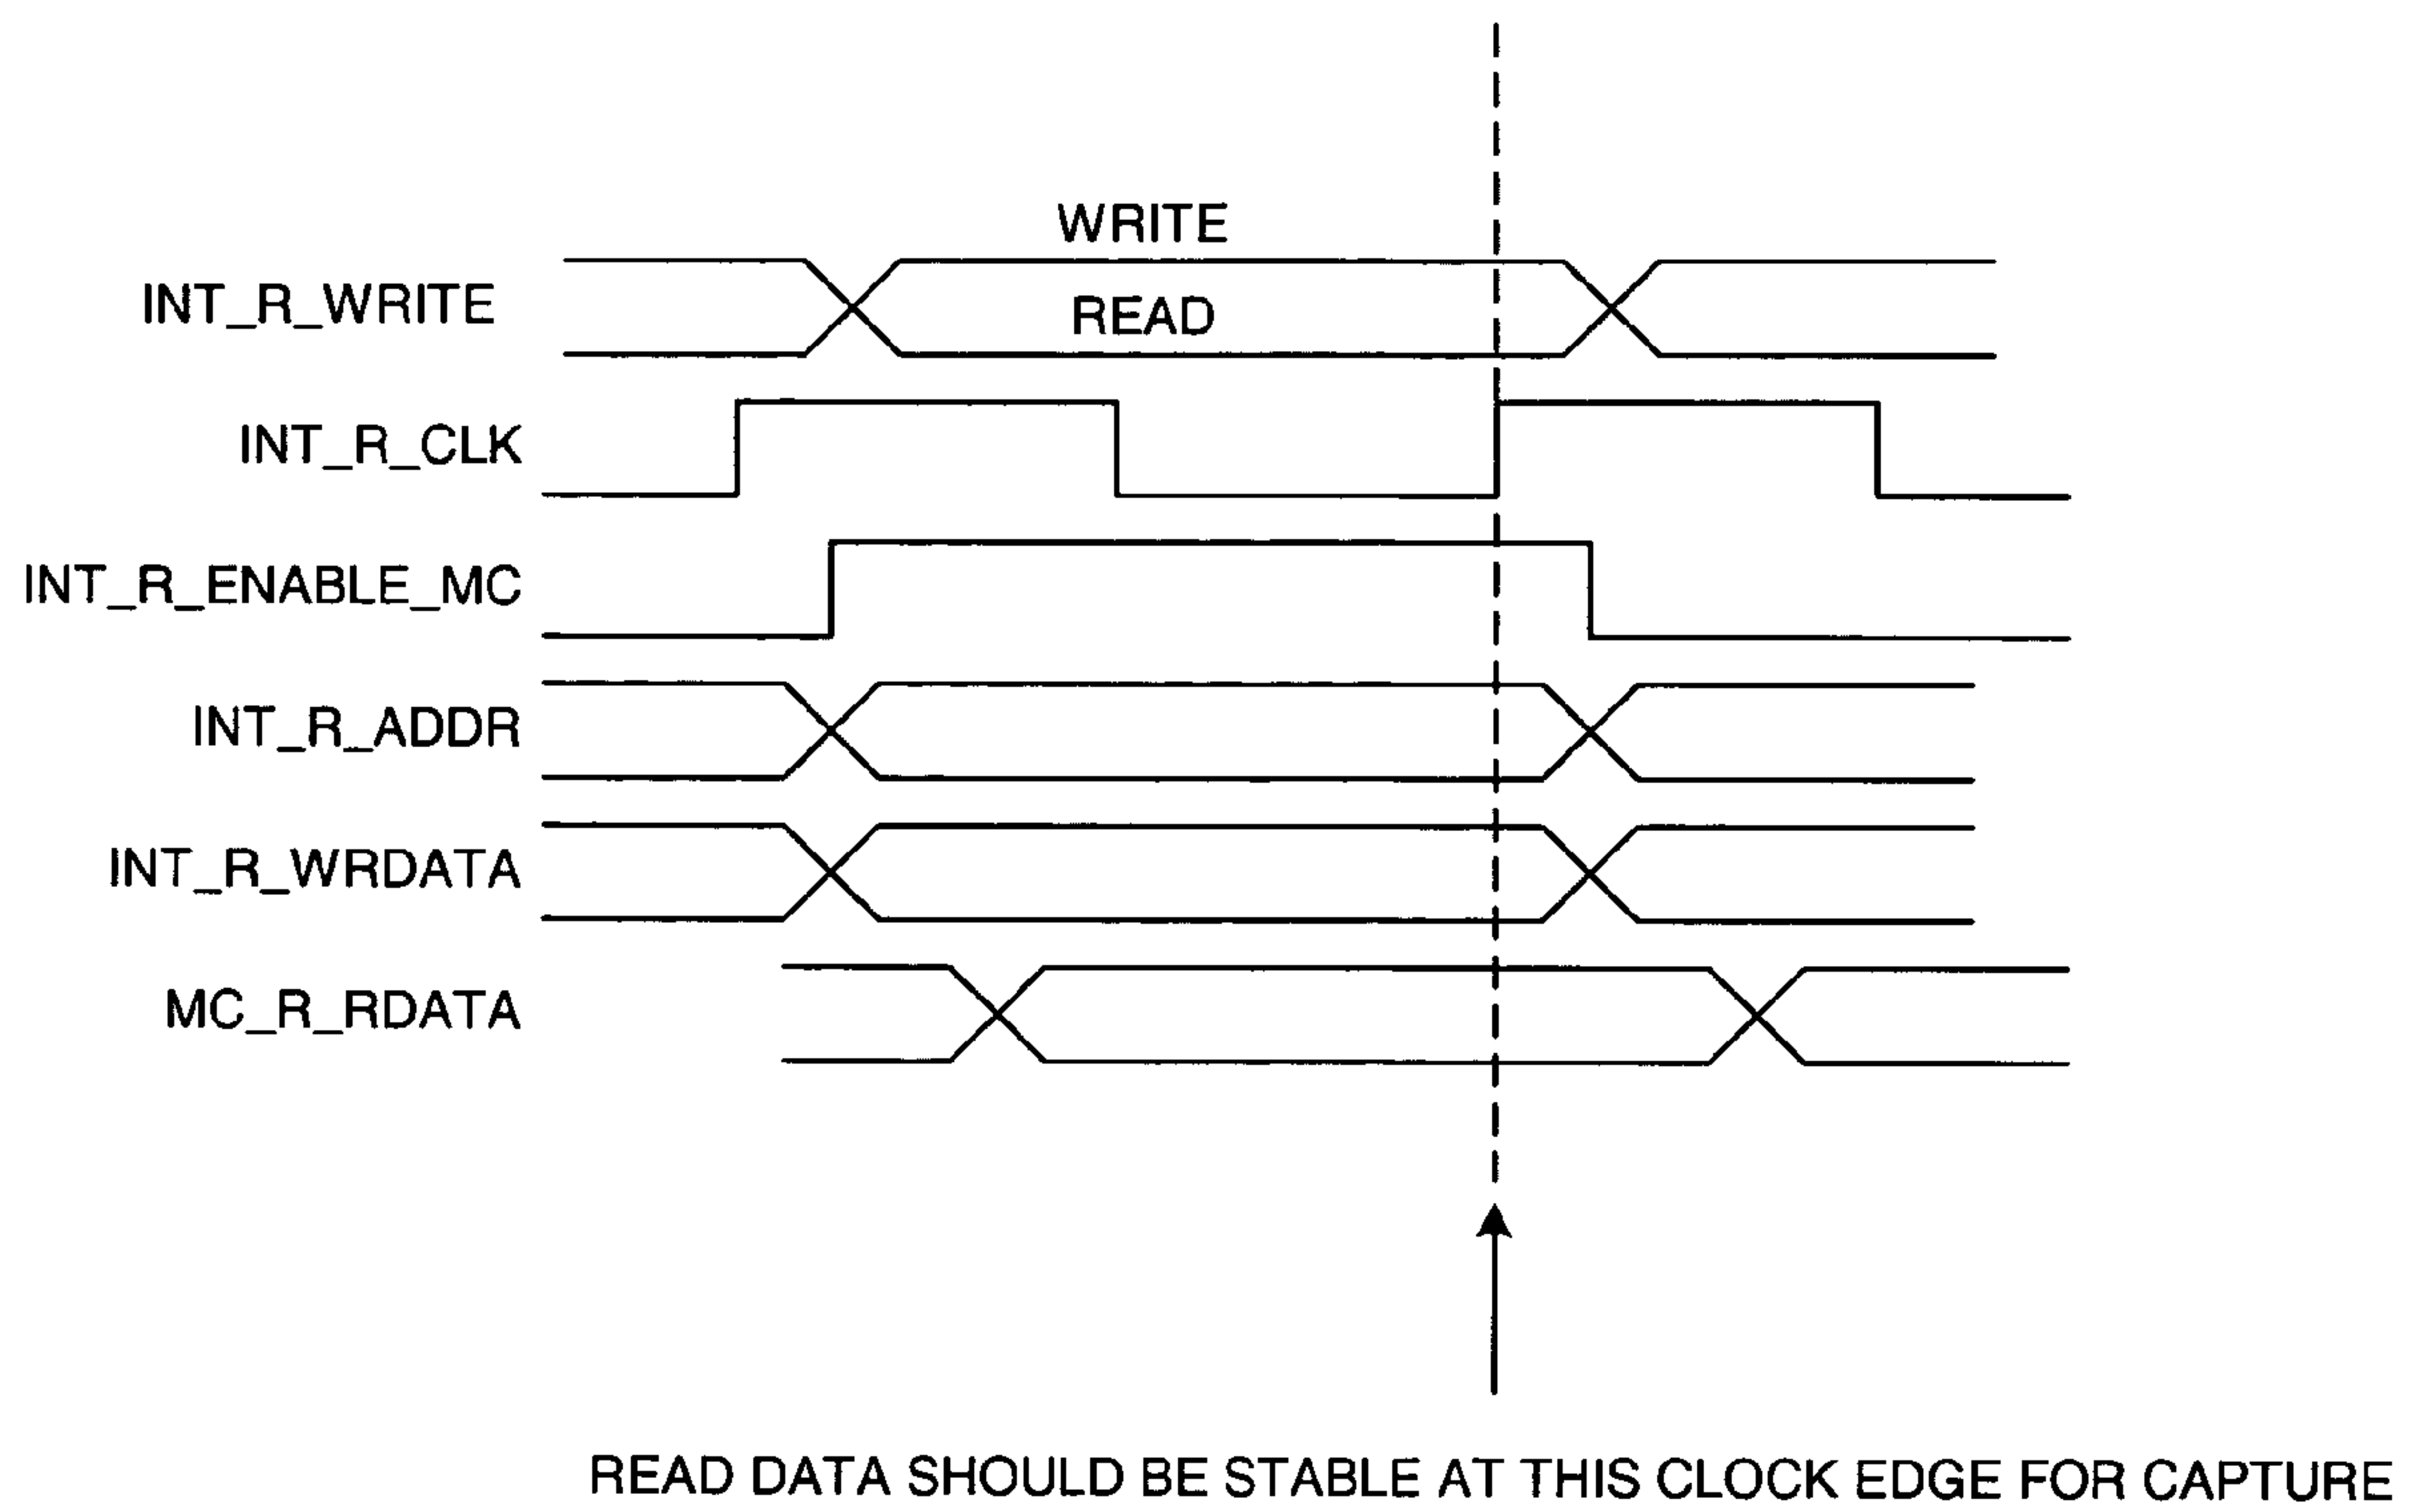 WRITE
INT_R_WRITE
READ
INT_R_CLK
INT_R_ENABLE_MC
INT_R_ADDR
INT_R_WRDATA
MC_R_RDATA
READ DATA SHOULD BE STABLE AT THIS CLOCK EDGE FOR CAPTURE